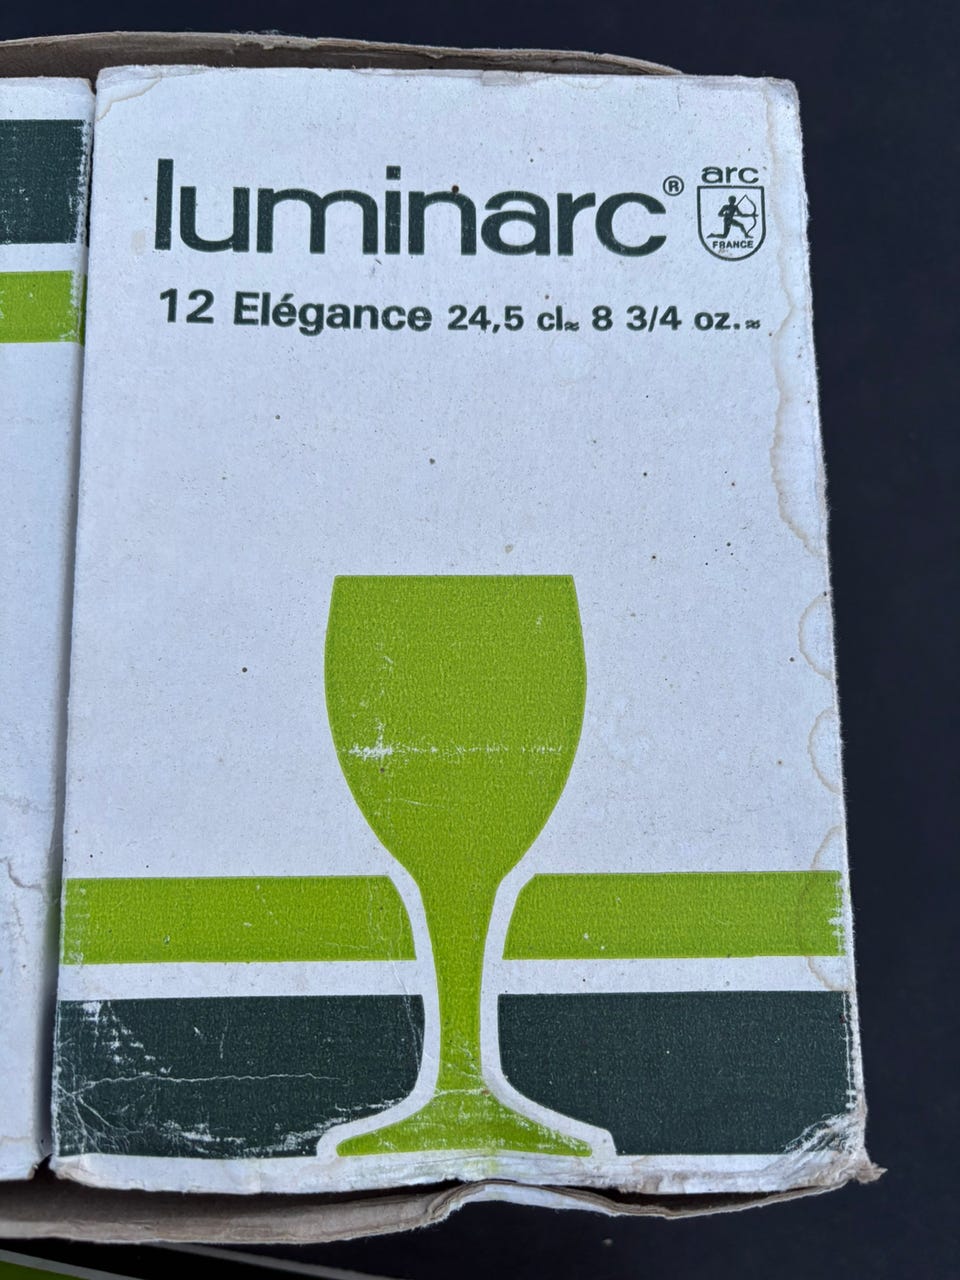 luminarc®
arc
FRANCE
12 Elégance 24,5 cl≈ 8 3/4 oz.≈